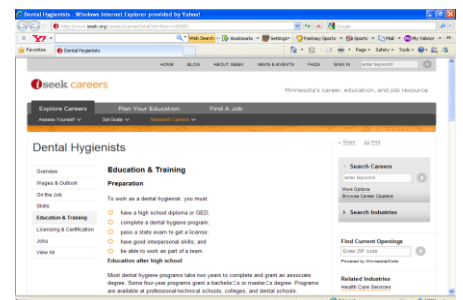 Dental Hygienists - Windows Internet Explorer provided by Yahoo!
Web Search
Bookmarks
Settings
Fantasy Sports
Sports
Mail
My Yahoo!
Favorites
Dental Hygienists
Page
Safety
Tools
HOME BLOG ABOUT ISEEK NEWS & EVENTS FAQS SIGN IN enter keyword
iseek careers
Minnesota's career, education, and job resource.
Explore Careers Plan Your Education Find A Job
Assess Yourself Set Goals Research Careers
Dental Hygienists
Share Print
Overview
Wages & Outlook
On the Job
Skills
Education & Training
Licensing & Certification
Jobs
View All
Education & Training
Preparation
To work as a dental hygienist, you must:
have a high school diploma or GED;
complete a dental hygiene program;
pass a state exam to get a license;
have good interpersonal skills; and
be able to work as part of a team.
Education after high school
Most dental hygiene programs take two years to complete and grant an associate
degree. Some four-year programs grant a bachelor□s or master□s degree. Programs
are available at professional-technical schools, colleges, and dental schools.
Search Careers
enter keyword
More Options
Browse Career Clusters
Search Industries
Find Current Openings
Enter ZIP code
Powered by MinnesotaWorks
Related Industries
Health Care Services